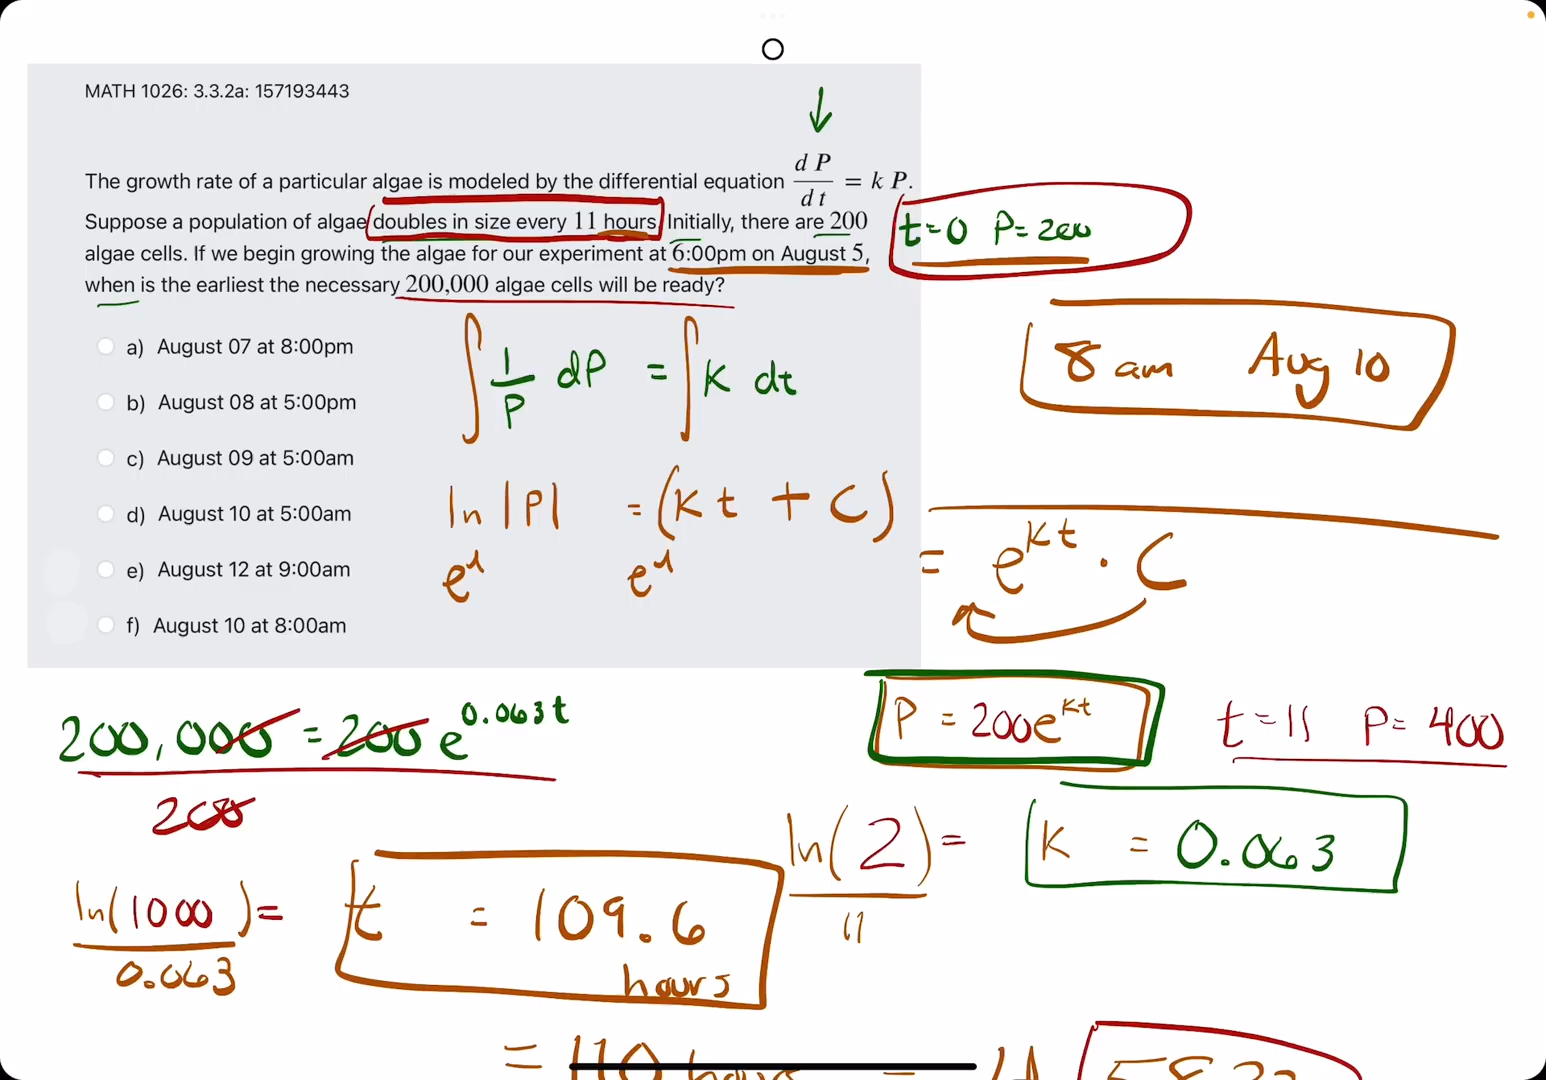 MATH 1026: 3.3.2a: 157193443
The growth rate of a particular algae is modeled by the differential equation dP/dt = k P.
Suppose a population of algae doubles in size every 11 hours. Initially, there are 200
algae cells. If we begin growing the algae for our experiment at 6:00pm on August 5,
when is the earliest the necessary 200,000 algae cells will be ready?
t=0 P=200
a) August 07 at 8:00pm
b) August 08 at 5:00pm
c) August 09 at 5:00am
d) August 10 at 5:00am
e) August 12 at 9:00am
f) August 10 at 8:00am
∫ 1/P dP = ∫ K dt
8 am Aug 10
ln |P| = (Kt + C)
e^ e^ = e^{Kt} · C
200,000 = 200 e^{0.063t}
200
P = 200e^{Kt}
t=11 P= 400
ln(2)/11 = K = 0.063
ln(1000)/0.063 = t = 109.6
hours
= 110 hours =